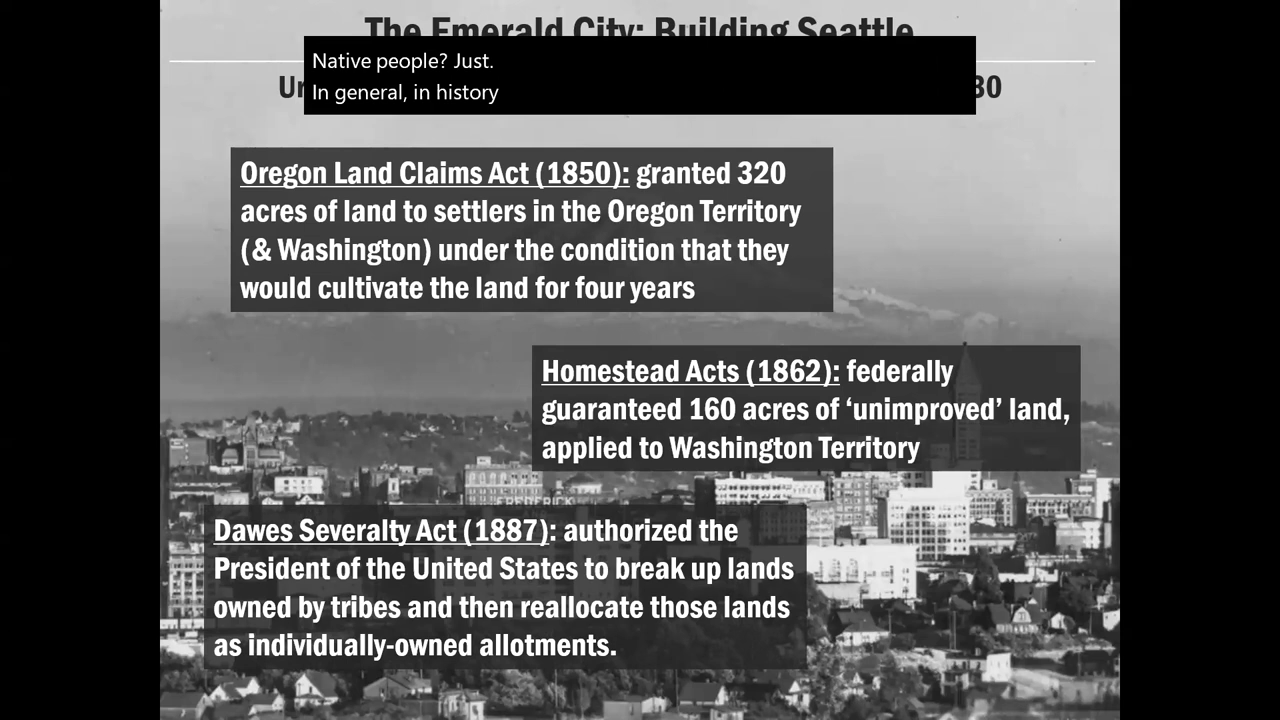 The Emerald City: Building Seattle
Native people? Just.
In general, in history
30
Oregon Land Claims Act (1850): granted 320
acres of land to settlers in the Oregon Territory
(& Washington) under the condition that they
would cultivate the land for four years
Homestead Acts (1862): federally
guaranteed 160 acres of ‘unimproved’ land,
applied to Washington Territory
FREDERICK
Dawes Severalty Act (1887): authorized the
President of the United States to break up lands
owned by tribes and then reallocate those lands
as individually-owned allotments.